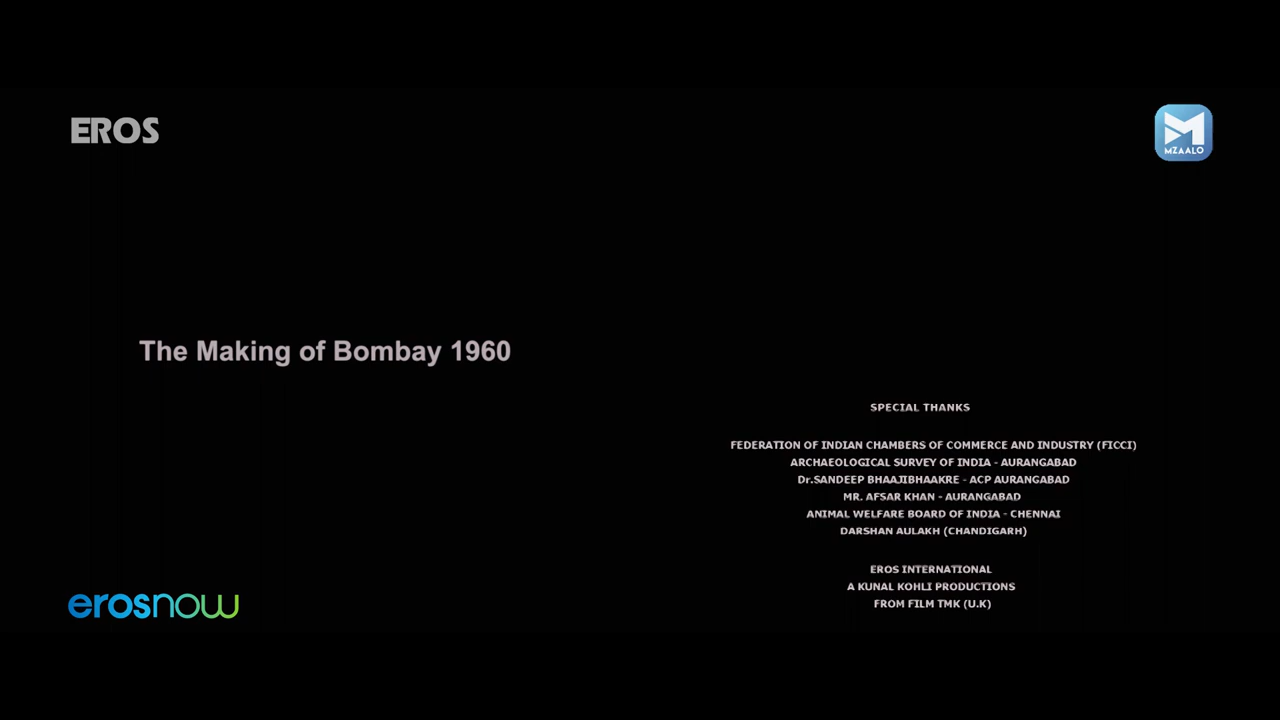 EROS
MZAALO
The Making of Bombay 1960
SPECIAL THANKS
FEDERATION OF INDIAN CHAMBERS OF COMMERCE AND INDUSTRY (FICCI)
ARCHAEOLOGICAL SURVEY OF INDIA - AURANGABAD
Dr.SANDEEP BHAAJIBHAAKRE - ACP AURANGABAD
MR. AFSAR KHAN - AURANGABAD
ANIMAL WELFARE BOARD OF INDIA - CHENNAI
DARSHAN AULAKH (CHANDIGARH)
EROS INTERNATIONAL
A KUNAL KOHLI PRODUCTIONS
FROM FILM TMK (U.K)
erosnow